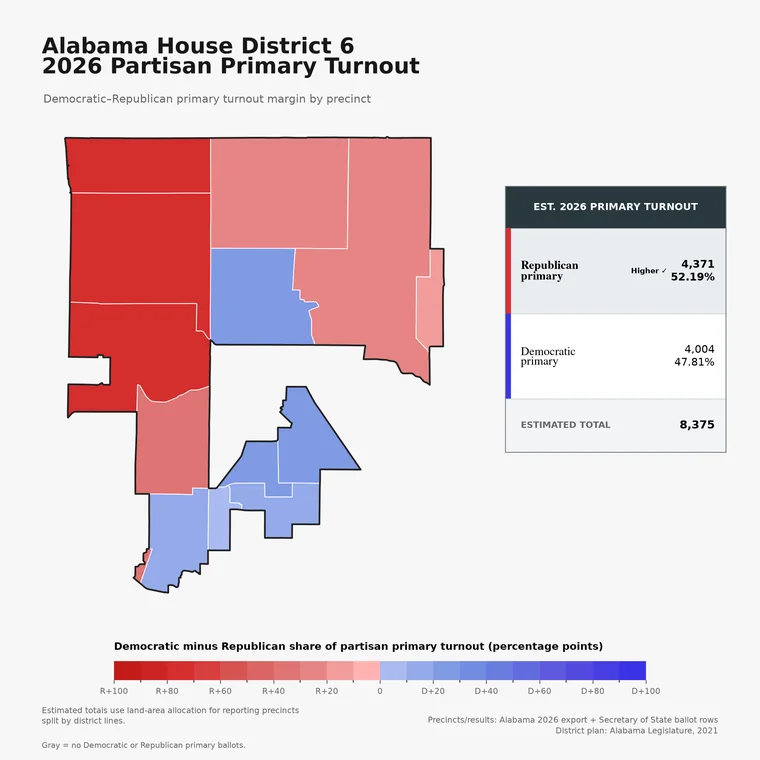 Alabama House District 6
2026 Partisan Primary Turnout
Democratic–Republican primary turnout margin by precinct
EST. 2026 PRIMARY TURNOUT
Republican
primary
Higher ✓
4,371
52.19%
Democratic
primary
4,004
47.81%
ESTIMATED TOTAL
8,375
Democratic minus Republican share of partisan primary turnout (percentage points)
R+100 R+80 R+60 R+40 R+20 0 D+20 D+40 D+60 D+80 D+100
Estimated totals use land-area allocation for reporting precincts
split by district lines.
Gray = no Democratic or Republican primary ballots.
Precincts/results: Alabama 2026 export + Secretary of State ballot rows
District plan: Alabama Legislature, 2021